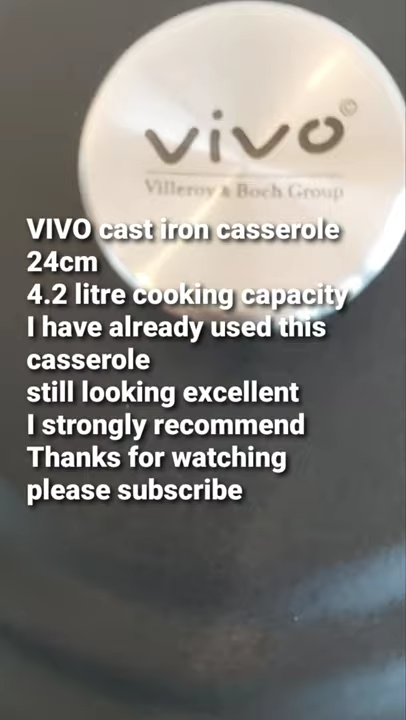 vivo©
Villeroy & Boch Group
VIVO cast iron casserole
24cm
4.2 litre cooking capacity
I have already used this
casserole
still looking excellent
I strongly recommend
Thanks for watching
please subscribe